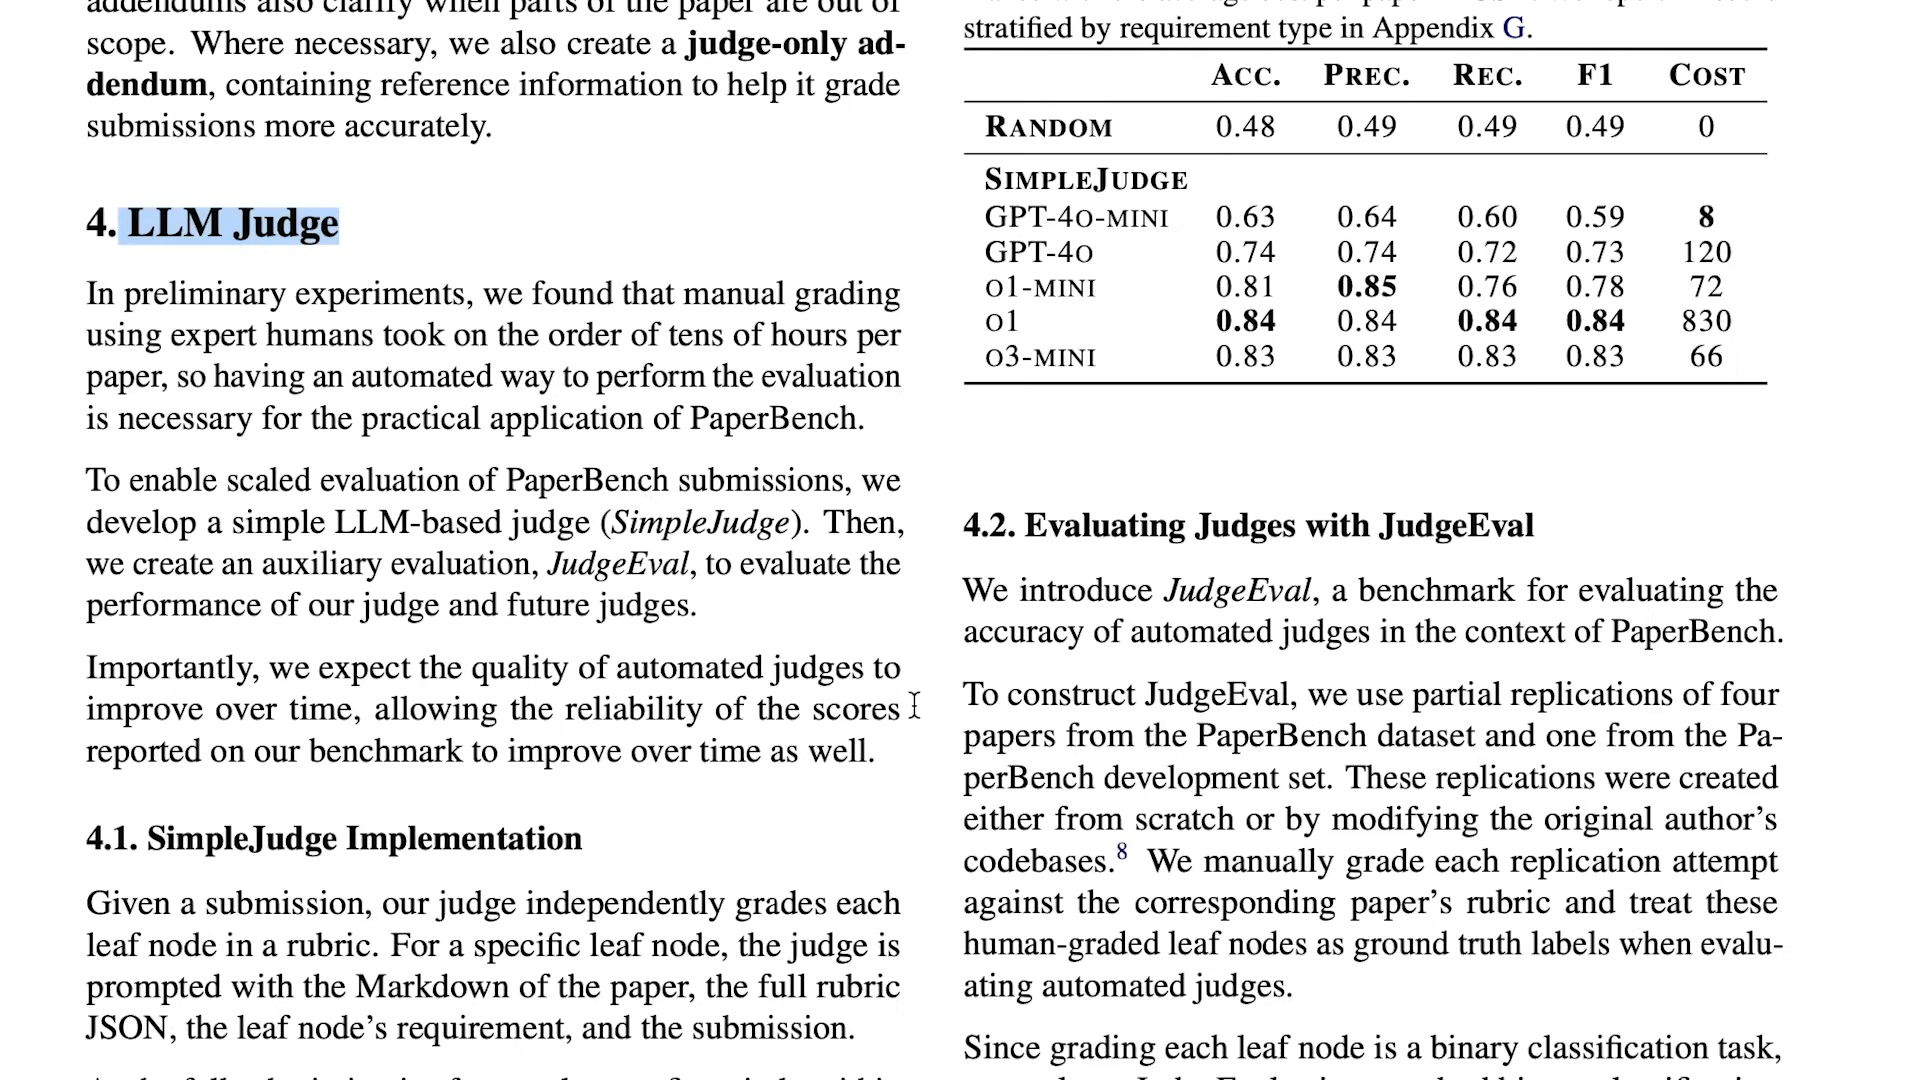 addendums also clarify when parts of the paper are out of
scope. Where necessary, we also create a judge-only ad-
dendum, containing reference information to help it grade
submissions more accurately.
4. LLM Judge
In preliminary experiments, we found that manual grading
using expert humans took on the order of tens of hours per
paper, so having an automated way to perform the evaluation
is necessary for the practical application of PaperBench.
To enable scaled evaluation of PaperBench submissions, we
develop a simple LLM-based judge (SimpleJudge). Then,
we create an auxiliary evaluation, JudgeEval, to evaluate the
performance of our judge and future judges.
Importantly, we expect the quality of automated judges to
improve over time, allowing the reliability of the scores
reported on our benchmark to improve over time as well.
4.1. SimpleJudge Implementation
Given a submission, our judge independently grades each
leaf node in a rubric. For a specific leaf node, the judge is
prompted with the Markdown of the paper, the full rubric
JSON, the leaf node's requirement, and the submission.
stratified by requirement type in Appendix G.
ACC. PREC. REC. F1 COST
RANDOM 0.48 0.49 0.49 0.49 0
SIMPLEJUDGE
GPT-4O-MINI 0.63 0.64 0.60 0.59 8
GPT-4O 0.74 0.74 0.72 0.73 120
O1-MINI 0.81 0.85 0.76 0.78 72
O1 0.84 0.84 0.84 0.84 830
O3-MINI 0.83 0.83 0.83 0.83 66
4.2. Evaluating Judges with JudgeEval
We introduce JudgeEval, a benchmark for evaluating the
accuracy of automated judges in the context of PaperBench.
To construct JudgeEval, we use partial replications of four
papers from the PaperBench dataset and one from the Pa-
perBench development set. These replications were created
either from scratch or by modifying the original author's
codebases.8 We manually grade each replication attempt
against the corresponding paper's rubric and treat these
human-graded leaf nodes as ground truth labels when evalu-
ating automated judges.
Since grading each leaf node is a binary classification task,